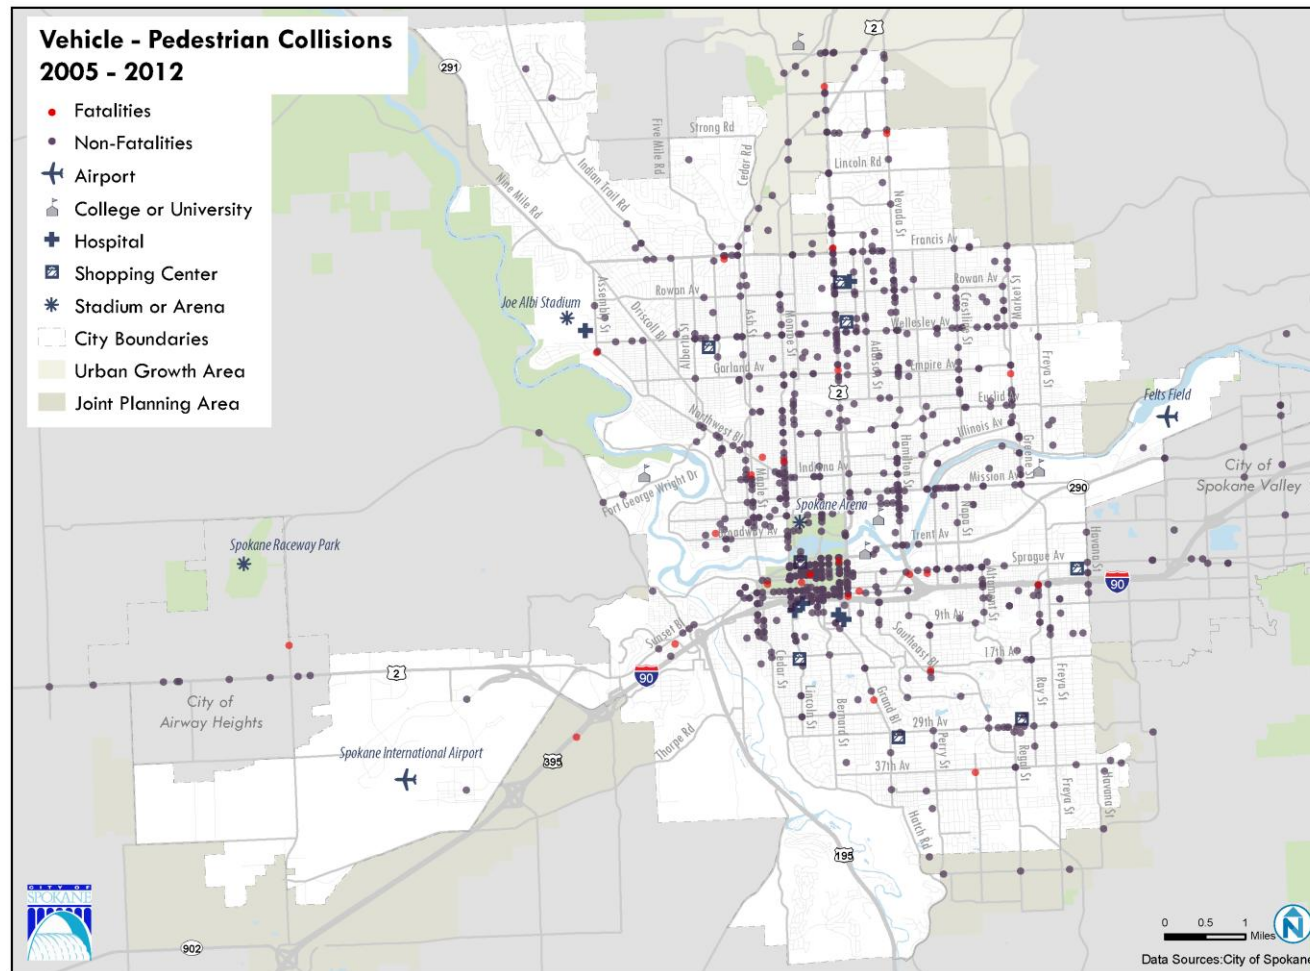 Vehicle - Pedestrian Collisions
2005 - 2012
Fatalities
Non-Fatalities
Airport
College or University
Hospital
Shopping Center
Stadium or Arena
City Boundaries
Urban Growth Area
Joint Planning Area
2
291
Strong Rd
Five Mile Rd
Cedar Rd
Lincoln Rd
Indian Trail Rd
Nine Mile Rd
Nevada St
Francis Av
Rowan Av
Rowan Av
Assembly St
Joe Albi Stadium
Driscoll Bl
Alberta St
Ash St
Monroe St
Addison St
Crestline St
Market St
Wellesley Av
Garland Av
Empire Av
Freya St
2
Euclid Av
Felts Field
Northwest Bl
Illinois Av
Hamilton St
Greene St
Indiana Av
Maple St
Mission Av
City of
Spokane Valley
Fort George Wright Dr
290
Spokane Arena
Napa St
Broadway Av
Trent Av
Havana St
Spokane Raceway Park
Sprague Av
90
Altamont St
9th Av
Sunset Bl
Southeast Bl
17th Av
Cedar St
90
2
Lincoln St
Bernard St
Grand Bl
Ray St
Freya St
City of
Airway Heights
29th Av
Perry St
Regal St
Thorpe Rd
Spokane International Airport
395
37th Av
Freya St
Havana St
Hatch Rd
195
CITY OF
SPOKANE
902
0 0.5 1
Miles
N
Data Sources:City of Spokane